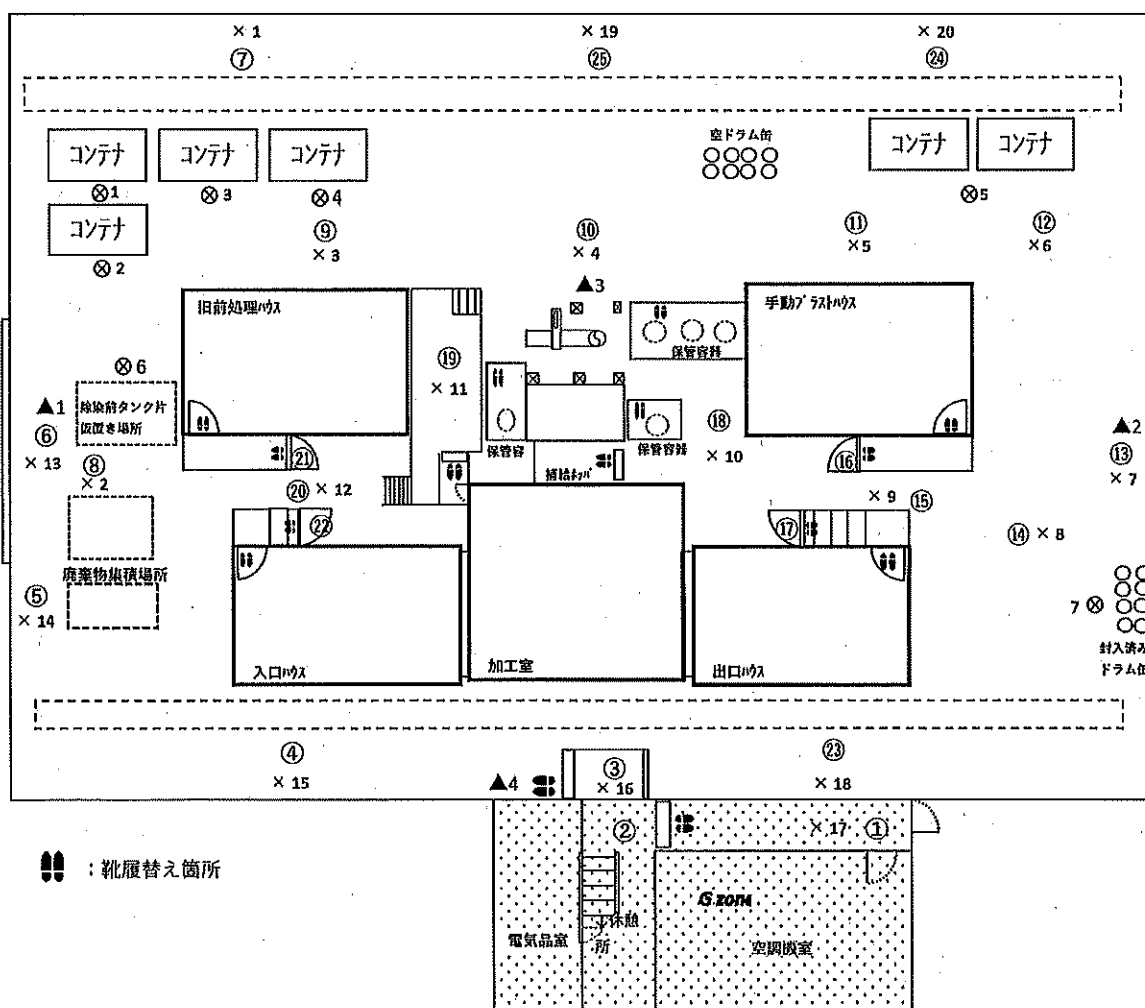 × 1 × 19 × 20
⑦ ㉕ ㉔
コンテナ コンテナ コンテナ 空ドラム缶 コンテナ コンテナ
⊗1 ⊗3 ⊗4 ⊗5
コンテナ
⑨ ⑩ ⑪ ⑫
× 3 × 4 ×5 × 6
⊗2
▲3
旧前処理ハウス 手動ブラストハウス
保管容器
⑲
⊗6 × 11
▲1 除染前タンク片 ⑱ ▲2
仮置き場所
⑥ 保管容 保管容器 ⑬
× 13 ⑧ ㉑ × 10 ⑯ × 7
× 2 ⑳ × 12 × 9 ⑮
㉒ ⑰ ⑭ × 8
廃棄物集積場所
⑤ 7 ⊗
× 14 封入済み
ドラム缶
入口ハウス 加工室 出口ハウス
④ ③ ㉓
× 15 ▲4 × 16 × 18
② × 17 ①
：靴履替え箇所
G zone
休憩
電気品室 所 空調機室